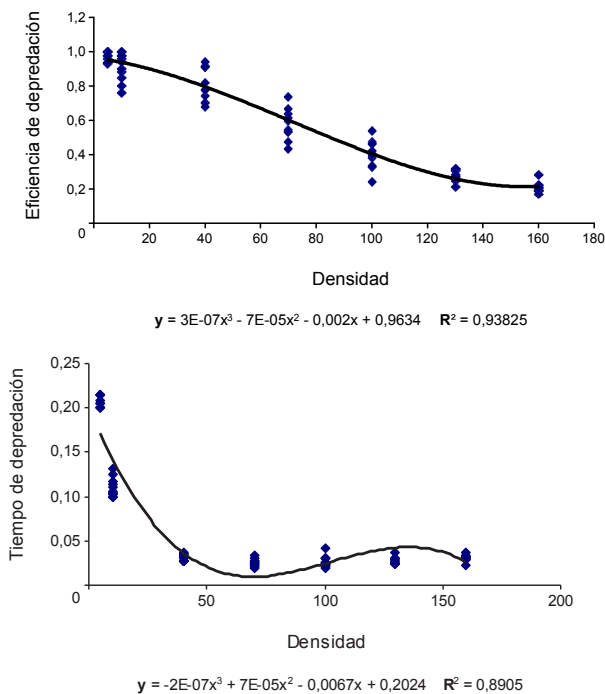 Eficiencia de depredación
1,2
1,0
0,8
0,6
0,4
0,2
0
20 40 60 80 100 120 140 160 180
Densidad
y = 3E-07x³ - 7E-05x² - 0,002x + 0,9634 R² = 0,93825
Tiempo de depredación
0,25
0,20
0,15
0,10
0,05
0
50 100 150 200
Densidad
y = -2E-07x³ + 7E-05x² - 0,0067x + 0,2024 R² = 0,8905